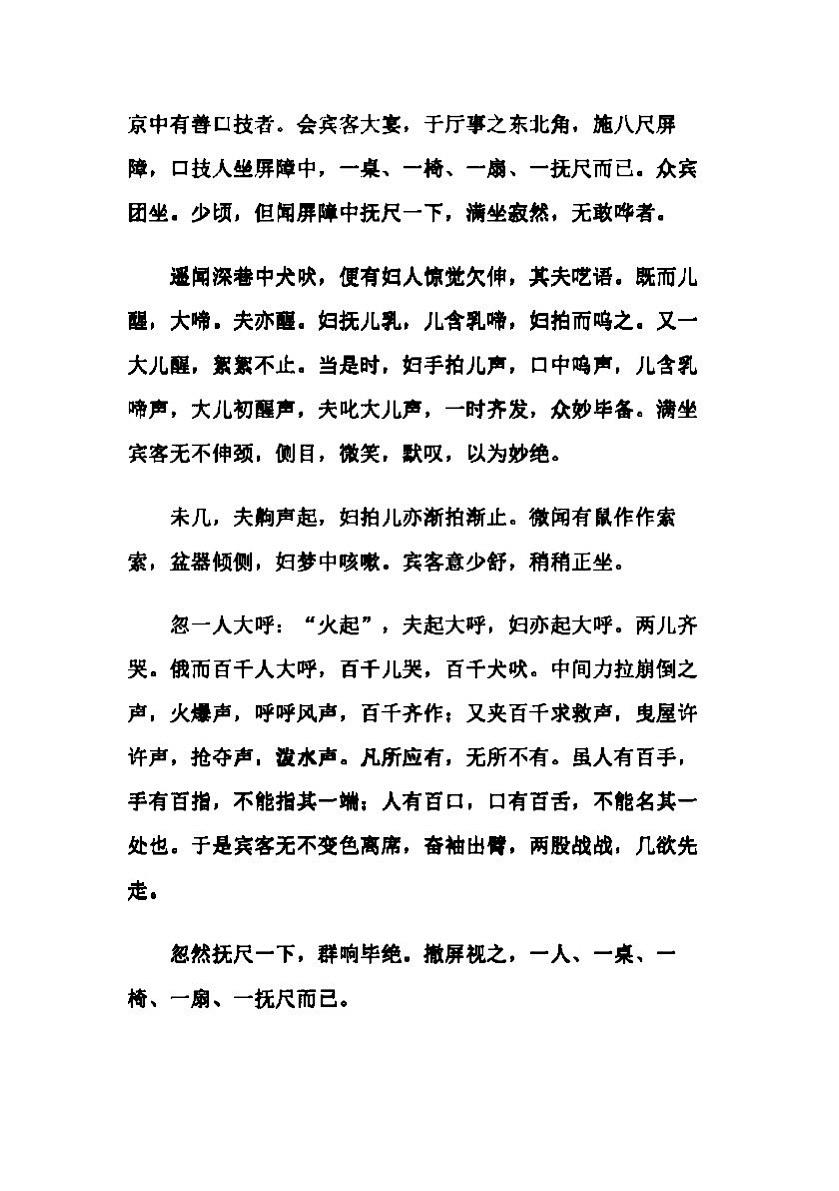 京中有善口技者。会宾客大宴，于厅事之东北角，施八尺屏
障，口技人坐屏障中，一桌、一椅、一扇、一抚尺而已。众宾
团坐。少顷，但闻屏障中抚尺一下，满坐寂然，无敢哗者。
遥闻深巷中犬吠，便有妇人惊觉欠伸，其夫呓语。既而儿
醒，大啼。夫亦醒。妇抚儿乳，儿含乳啼，妇拍而呜之。又一
大儿醒，絮絮不止。当是时，妇手拍儿声，口中呜声，儿含乳
啼声，大儿初醒声，夫叱大儿声，一时齐发，众妙毕备。满坐
宾客无不伸颈，侧目，微笑，默叹，以为妙绝。
未几，夫齁声起，妇拍儿亦渐拍渐止。微闻有鼠作作索
索，盆器倾侧，妇梦中咳嗽。宾客意少舒，稍稍正坐。
忽一人大呼：“火起”，夫起大呼，妇亦起大呼。两儿齐
哭。俄而百千人大呼，百千儿哭，百千犬吠。中间力拉崩倒之
声，火爆声，呼呼风声，百千齐作；又夹百千求救声，曳屋许
许声，抢夺声，泼水声。凡所应有，无所不有。虽人有百手，
手有百指，不能指其一端；人有百口，口有百舌，不能名其一
处也。于是宾客无不变色离席，奋袖出臂，两股战战，几欲先
走。
忽然抚尺一下，群响毕绝。撤屏视之，一人、一桌、一
椅、一扇、一抚尺而已。